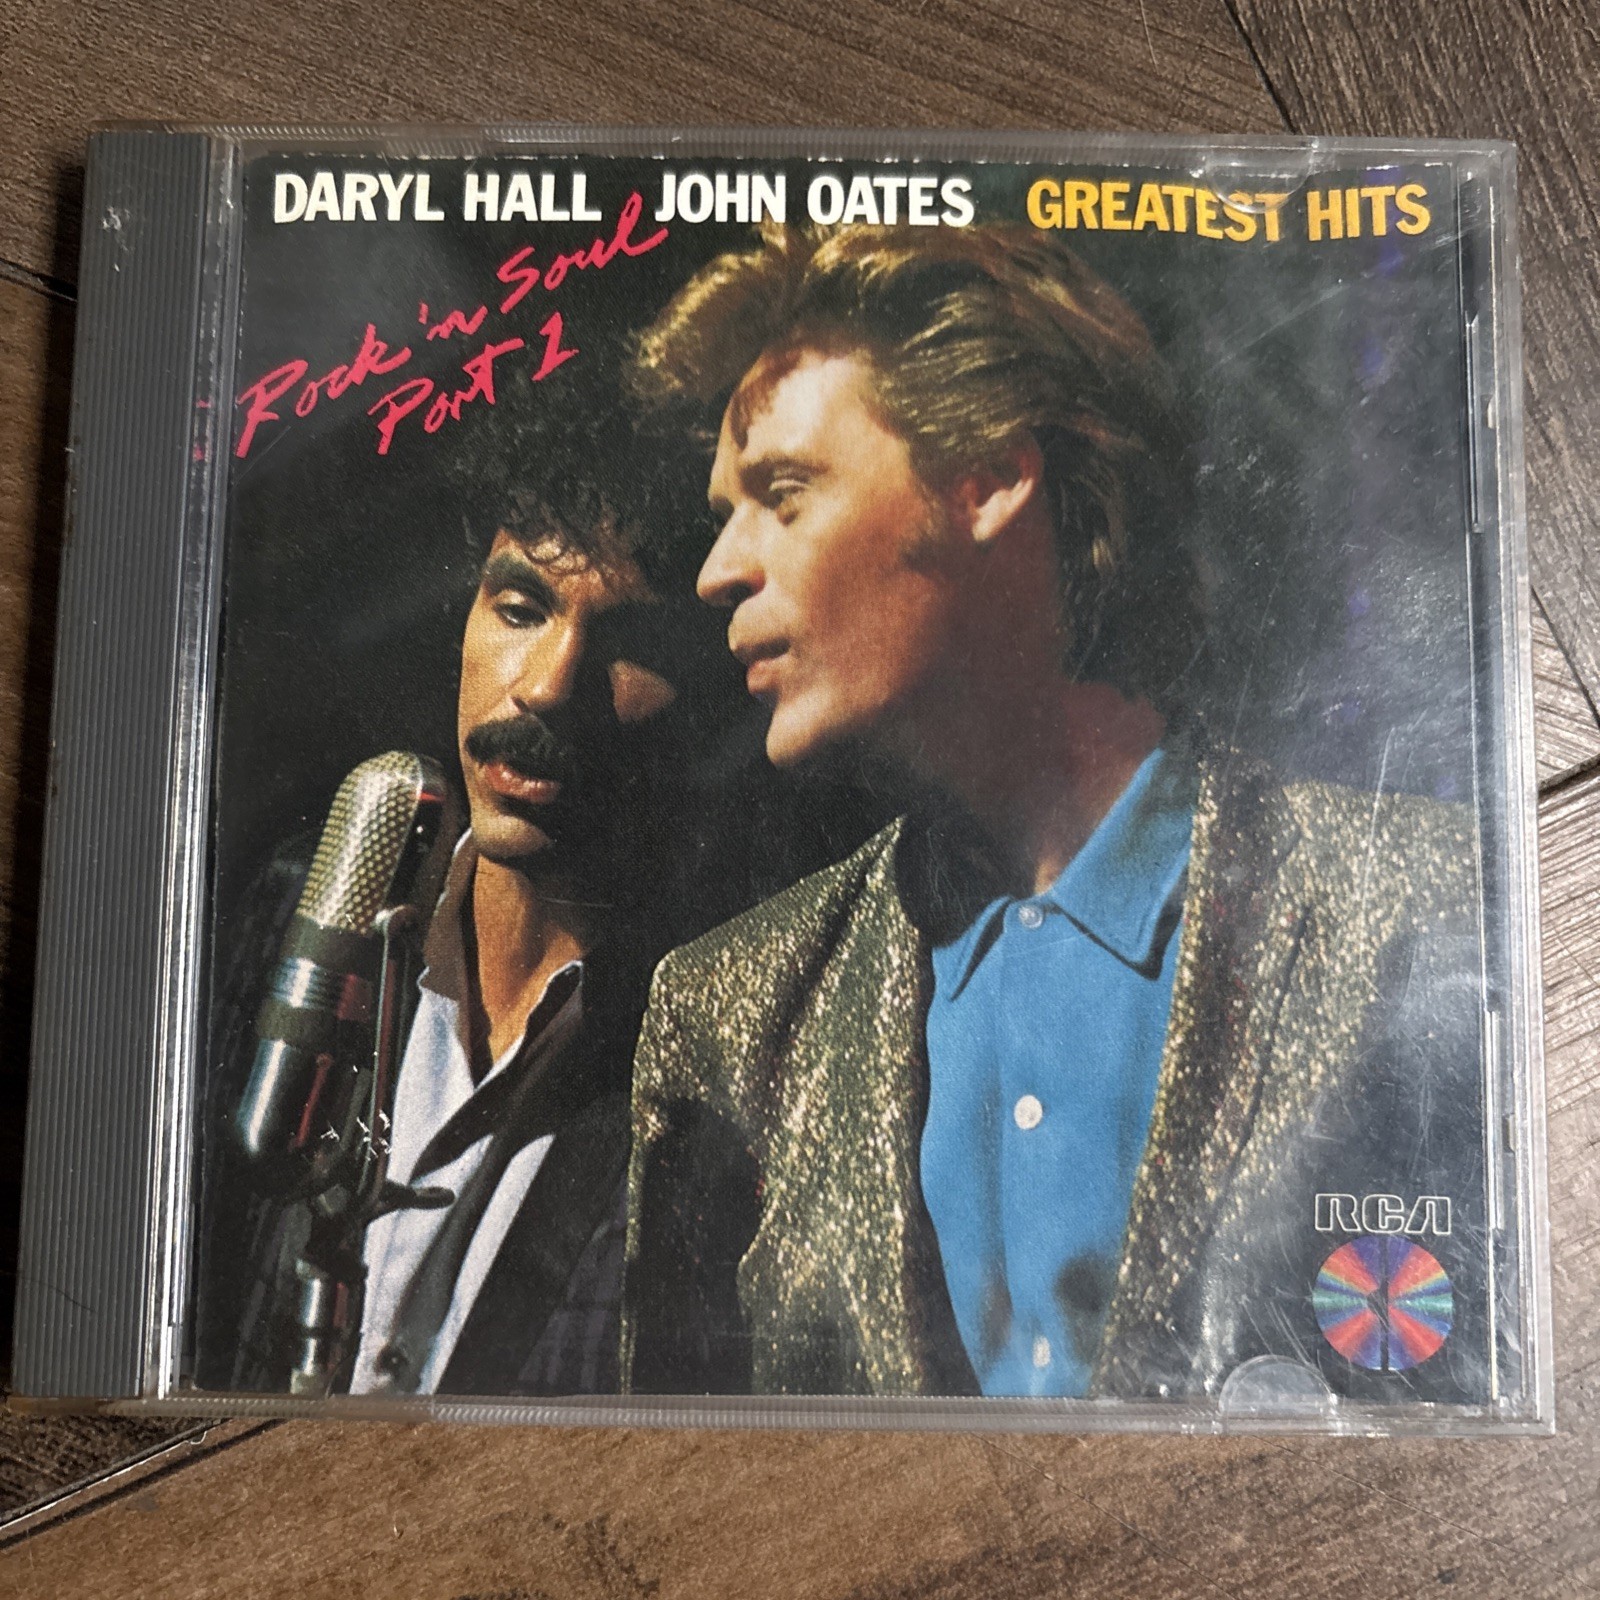 DARYL HALL JOHN OATES GREATEST HITS
Rock 'n Soul
Part 1
RCA